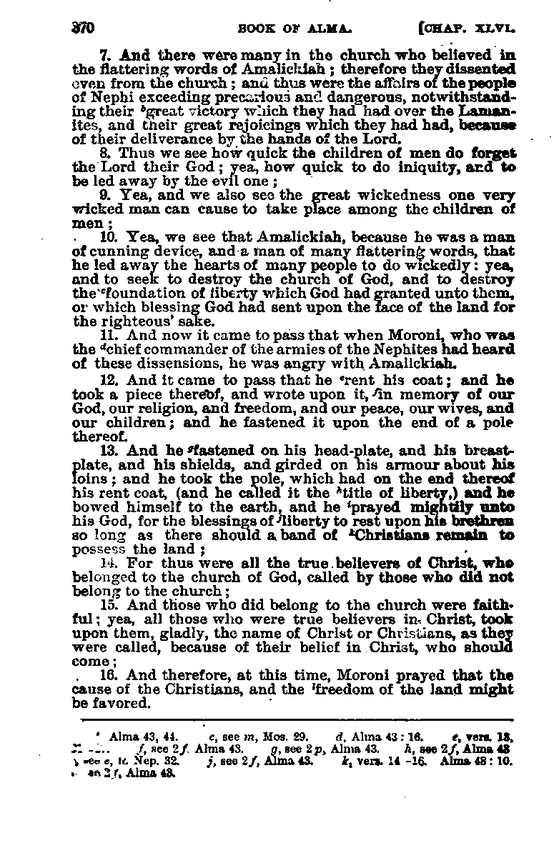 370 BOOK OF ALMA. [CHAP. XLVI.
7. And there were many in the church who believed in
the flattering words of Amalickiah ; therefore they dissented
even from the church ; and thus were the affairs of the people
of Nephi exceeding precarious and dangerous, notwithstand-
ing their ᵇgreat victory which they had had over the Laman-
ites, and their great rejoicings which they had had, because
of their deliverance by the hands of the Lord.
8. Thus we see how quick the children of men do forget
the Lord their God ; yea, how quick to do iniquity, and to
be led away by the evil one ;
9. Yea, and we also see the great wickedness one very
wicked man can cause to take place among the children of
men ;
10. Yea, we see that Amalickiah, because he was a man
of cunning device, and a man of many flattering words, that
he led away the hearts of many people to do wickedly : yea,
and to seek to destroy the church of God, and to destroy
the ᶜfoundation of liberty which God had granted unto them,
or which blessing God had sent upon the face of the land for
the righteous' sake.
11. And now it came to pass that when Moroni, who was
the ᵈchief commander of the armies of the Nephites had heard
of these dissensions, he was angry with Amalickiah.
12. And it came to pass that he ᵉrent his coat ; and he
took a piece thereof, and wrote upon it, ᶠin memory of our
God, our religion, and freedom, and our peace, our wives, and
our children ; and he fastened it upon the end of a pole
thereof.
13. And he ᵍfastened on his head-plate, and his breast-
plate, and his shields, and girded on his armour about his
loins ; and he took the pole, which had on the end thereof
his rent coat, (and he called it the ʰtitle of liberty,) and he
bowed himself to the earth, and he ⁱprayed mightily unto
his God, for the blessings of ʲliberty to rest upon his brethren
so long as there should a band of ᵏChristians remain to
possess the land ;
14. For thus were all the true believers of Christ, who
belonged to the church of God, called by those who did not
belong to the church ;
15. And those who did belong to the church were faith-
ful ; yea, all those who were true believers in Christ, took
upon them, gladly, the name of Christ or Christians, as they
were called, because of their belief in Christ, who should
come ;
16. And therefore, at this time, Moroni prayed that the
cause of the Christians, and the ˡfreedom of the land might
be favored.
Alma 43, 44. c, see m, Mos. 29. d, Alma 43 : 16. e, vers. 13,
f, see 2f, Alma 43. g, see 2p, Alma 43. h, see 2f, Alma 43
see e, 2. Nep. 32. j, see 2f, Alma 43. k, vers. 14–16. Alma 48 : 10.
2f, Alma 43.